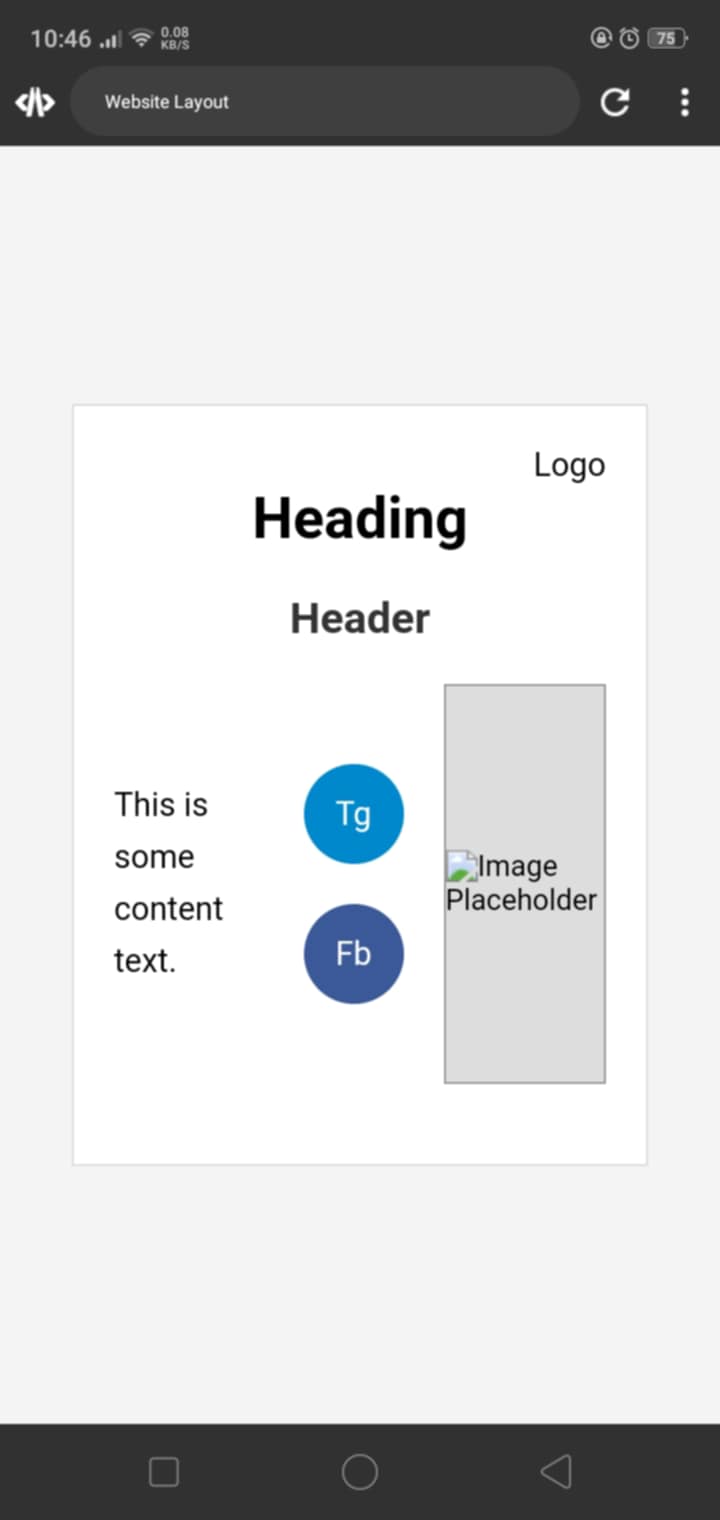 10:46
0.08
KB/S
75
Website Layout
Logo
Heading
Header
This is
some
content
text.
Tg
Fb
Image
Placeholder